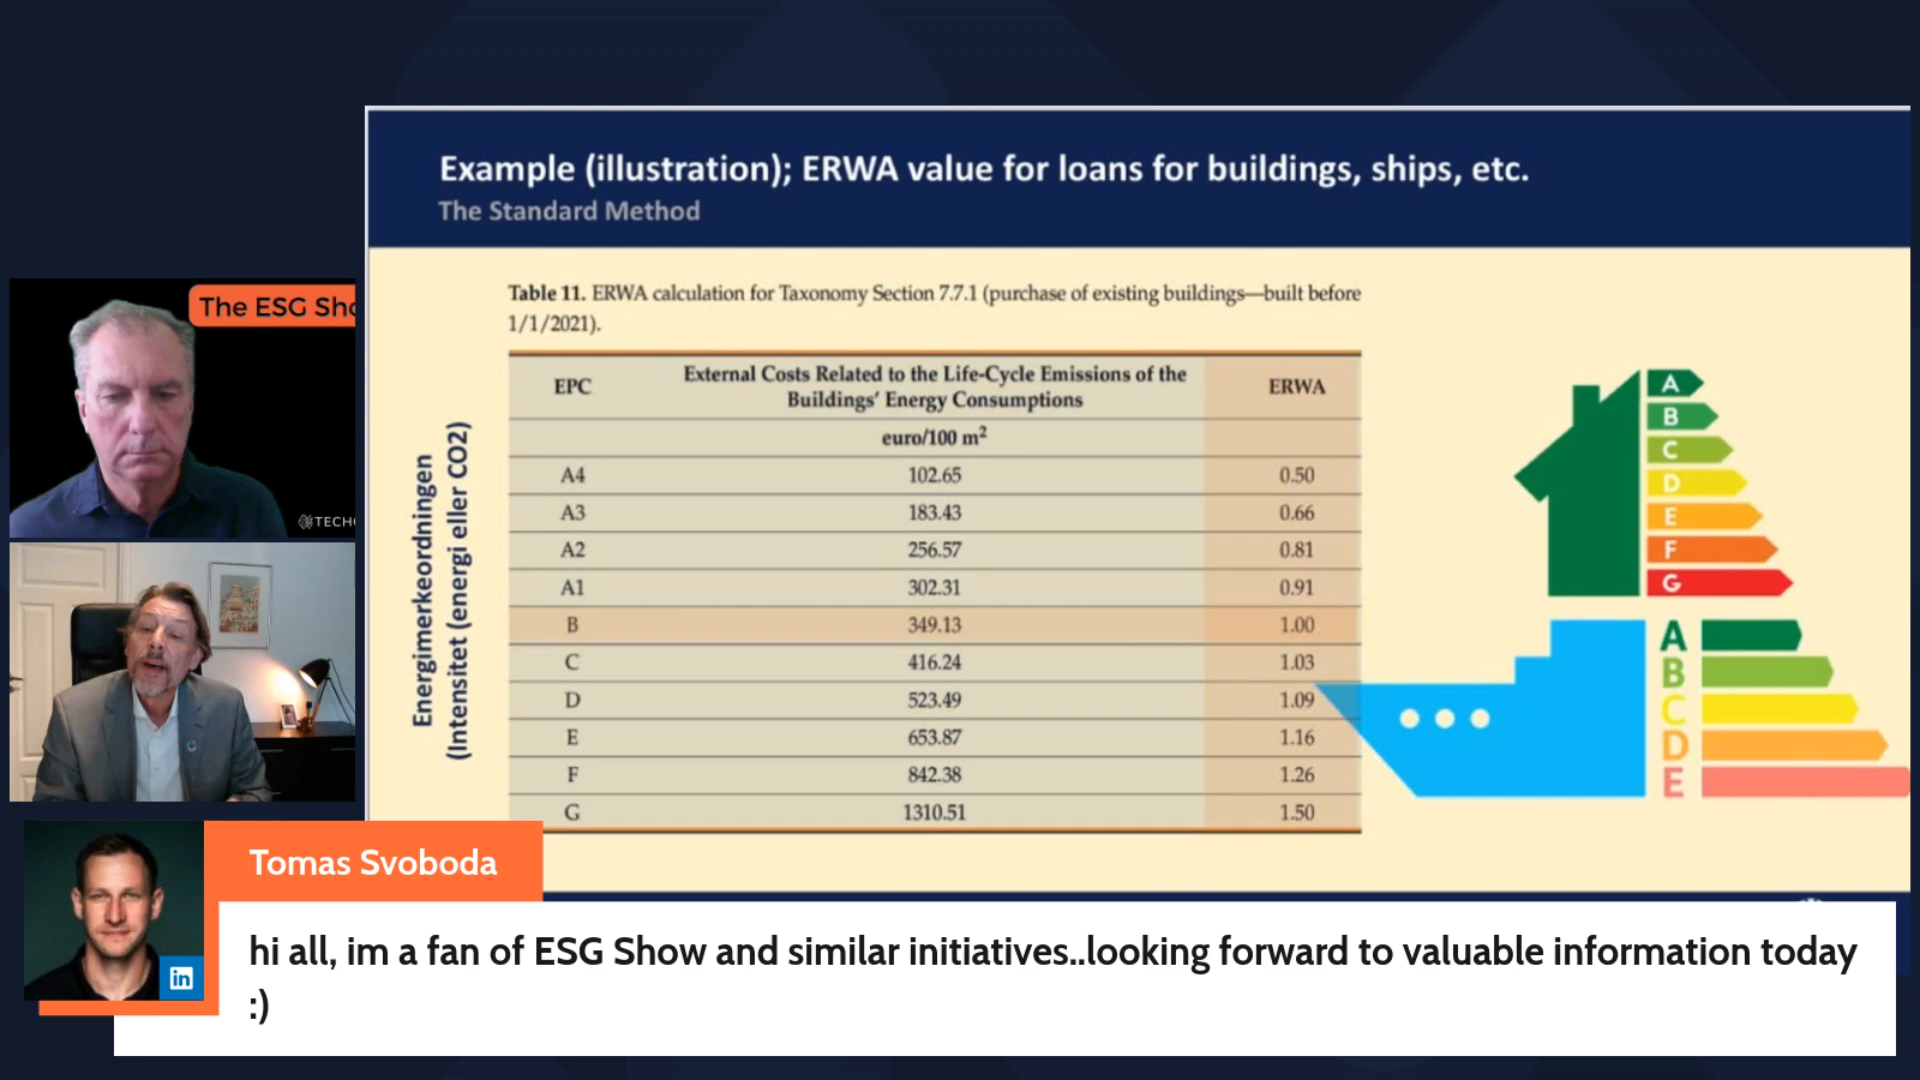 Example (illustration); ERWA value for loans for buildings, ships, etc.
The Standard Method
The ESG Sho
TECH
Table 11. ERWA calculation for Taxonomy Section 7.7.1 (purchase of existing buildings—built before
1/1/2021).
Energimerkeordningen
(Intensitet (energi eller CO2)
EPC External Costs Related to the Life-Cycle Emissions of the
Buildings' Energy Consumptions ERWA
euro/100 m²
A4 102.65 0.50
A3 183.43 0.66
A2 256.57 0.81
A1 302.31 0.91
B 349.13 1.00
C 416.24 1.03
D 523.49 1.09
E 653.87 1.16
F 842.38 1.26
G 1310.51 1.50
A
B
C
D
E
F
G
A
B
C
D
E
Tomas Svoboda
in
hi all, im a fan of ESG Show and similar initiatives..looking forward to valuable information today
:)